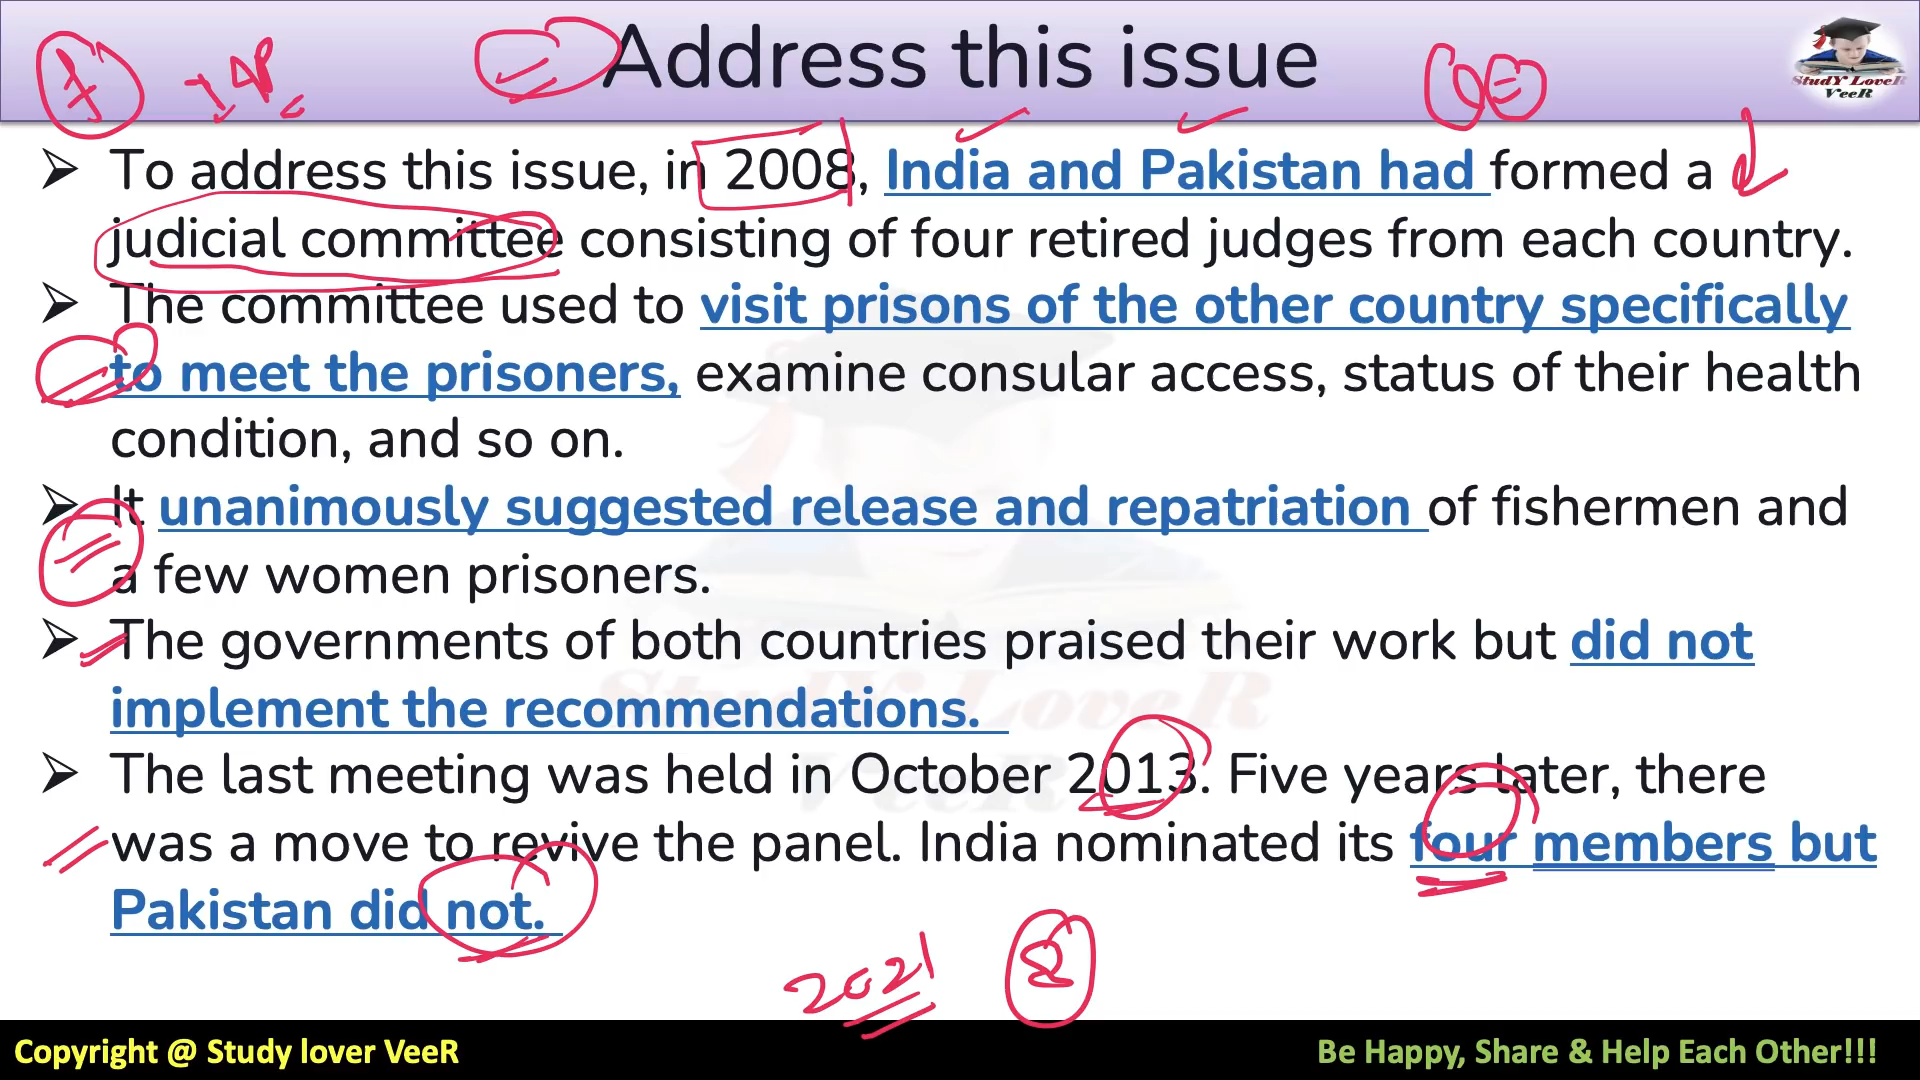 Address this issue
StudY LoveR
VeeR
➢ To address this issue, in 2008, India and Pakistan had formed a
judicial committee consisting of four retired judges from each country.
➢ The committee used to visit prisons of the other country specifically
to meet the prisoners, examine consular access, status of their health
condition, and so on.
➢ It unanimously suggested release and repatriation of fishermen and
a few women prisoners.
➢ The governments of both countries praised their work but did not
implement the recommendations.
StudY LoveR
VeeR
➢ The last meeting was held in October 2013. Five years later, there
was a move to revive the panel. India nominated its four members but
Pakistan did not.
2021
Copyright @ Study lover VeeR
Be Happy, Share & Help Each Other!!!